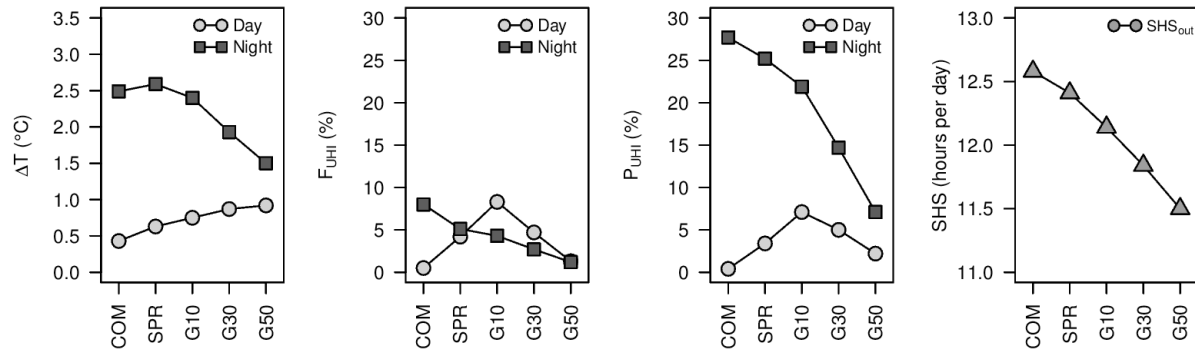 ΔT (°C)
3.5
3.0
2.5
2.0
1.5
1.0
0.5
0.0
Day
Night
COM
SPR
G10
G30
G50
F_UHI (%)
30
25
20
15
10
5
0
Day
Night
COM
SPR
G10
G30
G50
P_UHI (%)
30
25
20
15
10
5
0
Day
Night
COM
SPR
G10
G30
G50
SHS (hours per day)
13.0
12.5
12.0
11.5
11.0
SHS_out
COM
SPR
G10
G30
G50